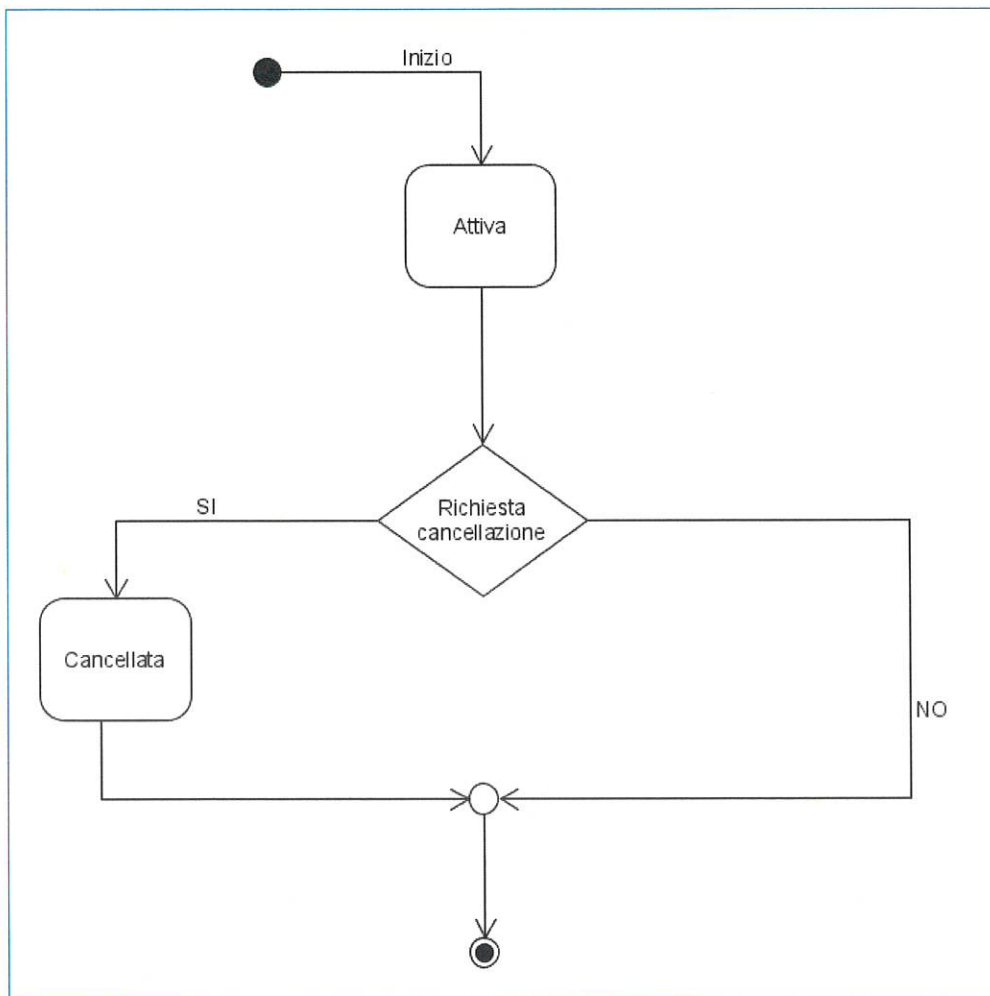 Inizio
Attiva
Richiesta
cancellazione
SI
Cancellata
NO